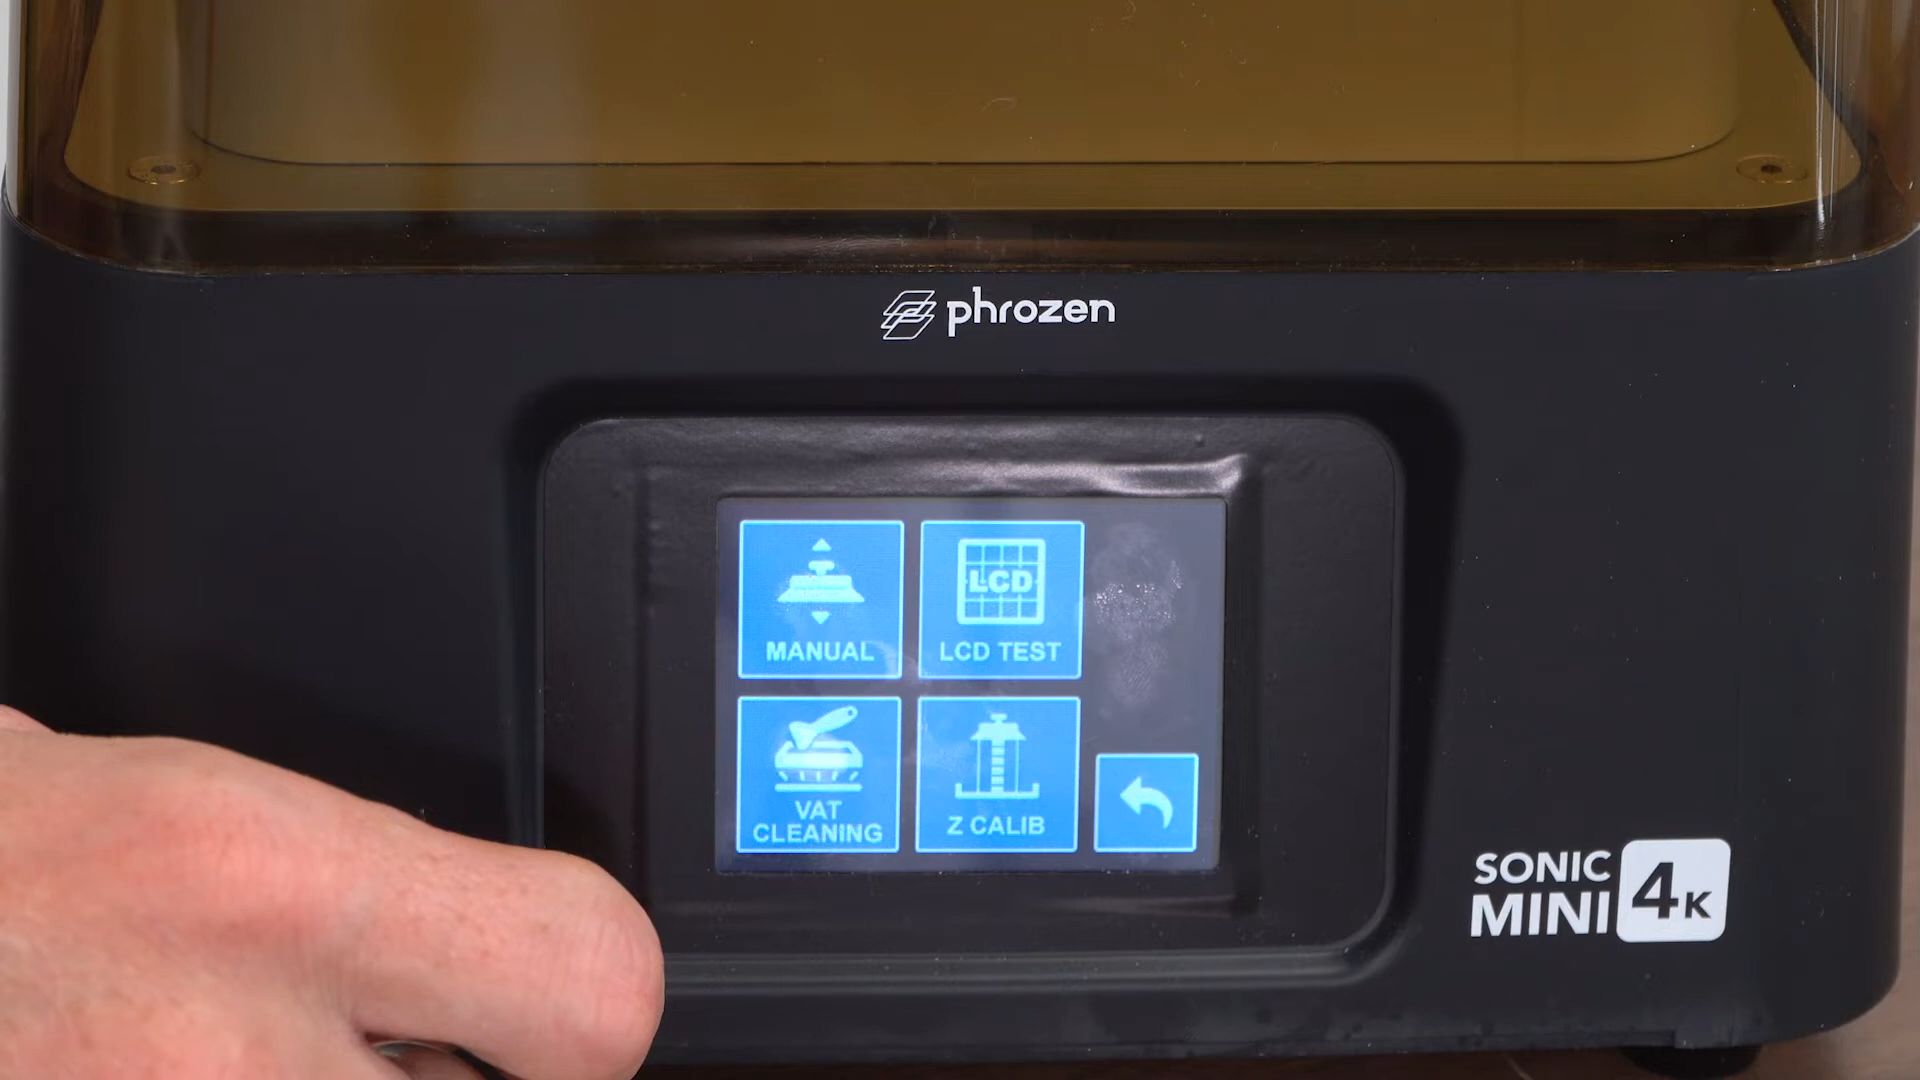 phrozen
LCD
MANUAL
LCD TEST
VAT
CLEANING
Z CALIB
SONIC
MINI
4K